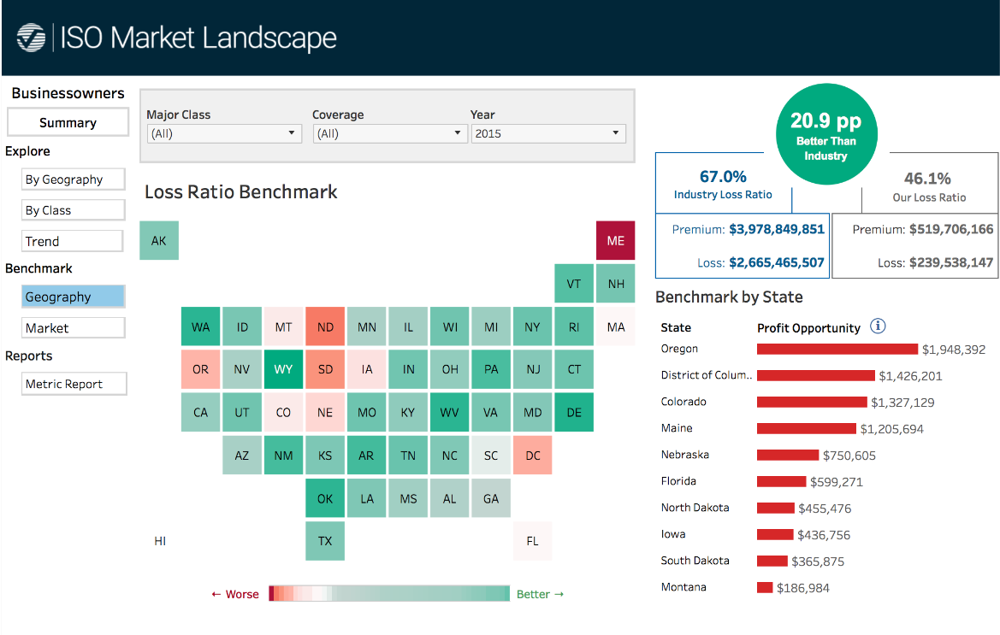 ISO Market Landscape
Businessowners
Summary
Explore
By Geography
By Class
Trend
Benchmark
Geography
Market
Reports
Metric Report
Major Class Coverage Year
(All) (All) 2015
Loss Ratio Benchmark
AK ME
VT NH
WA ID MT ND MN IL WI MI NY RI MA
OR NV WY SD IA IN OH PA NJ CT
CA UT CO NE MO KY WV VA MD DE
AZ NM KS AR TN NC SC DC
OK LA MS AL GA
HI TX FL
← Worse Better →
20.9 pp
Better Than
Industry
67.0%
Industry Loss Ratio
Premium: $3,978,849,851
Loss: $2,665,465,507
46.1%
Our Loss Ratio
Premium: $519,706,166
Loss: $239,538,147
Benchmark by State
State Profit Opportunity i
Oregon $1,948,392
District of Colum.. $1,426,201
Colorado $1,327,129
Maine $1,205,694
Nebraska $750,605
Florida $599,271
North Dakota $455,476
Iowa $436,756
South Dakota $365,875
Montana $186,984